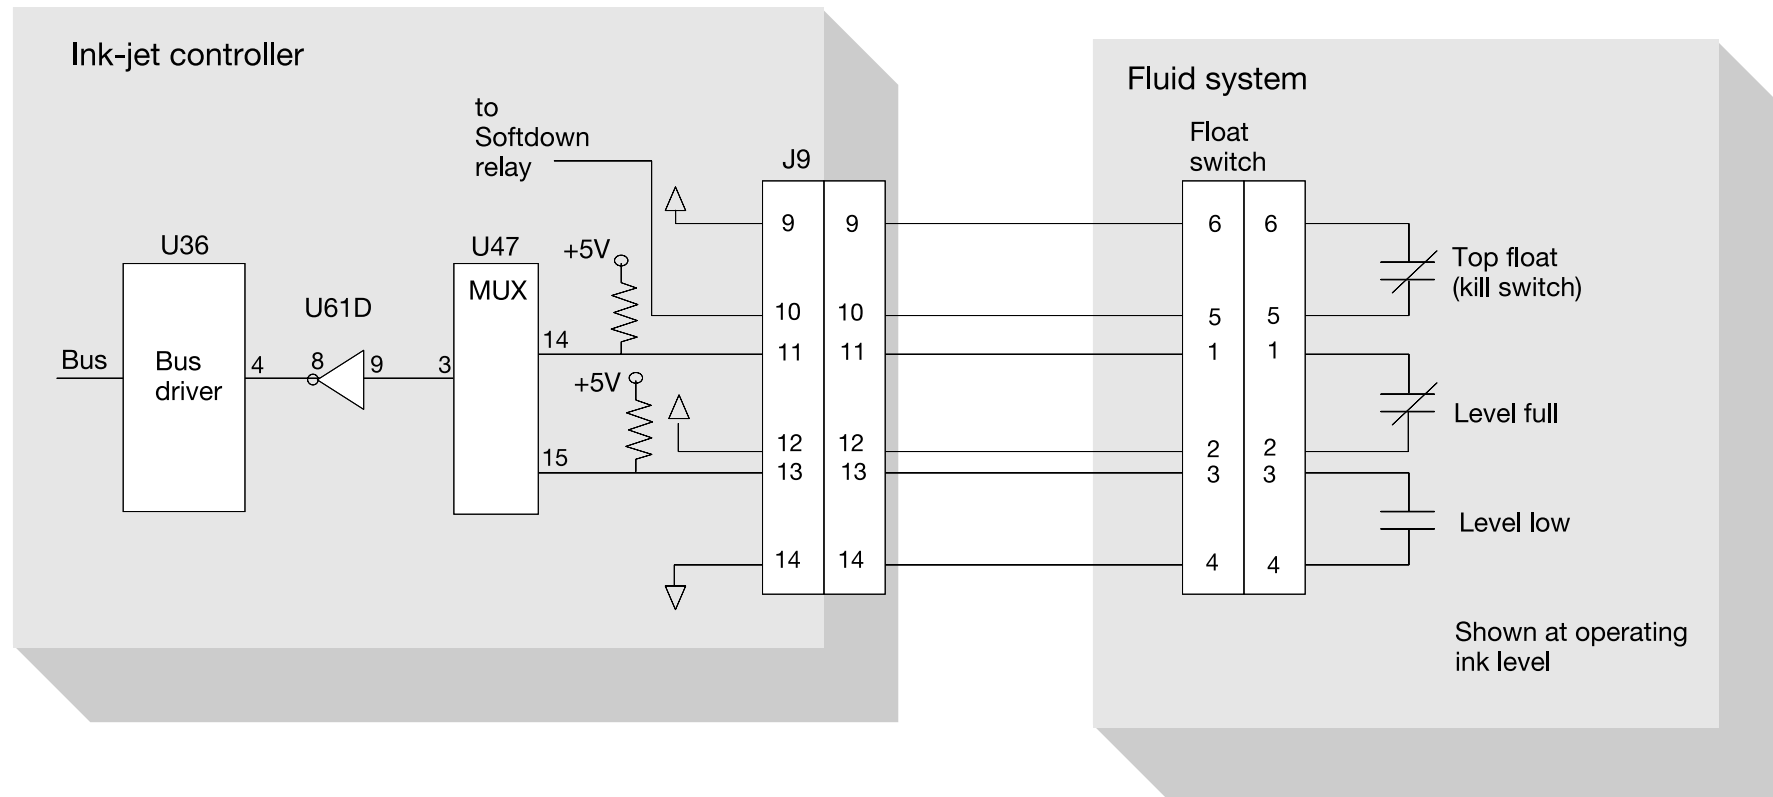 Ink-jet controller
Fluid system
to
Softdown
relay
J9
Float
switch
9 9 6 6
U36
U47
+5V
MUX
Top float
(kill switch)
U61D
10 10 5 5
14
11 11 1 1
Bus
Bus
driver
4
8
9
3
+5V
Level full
12 12 2 2
15
13 13 3 3
Level low
14 14 4 4
Shown at operating
ink level